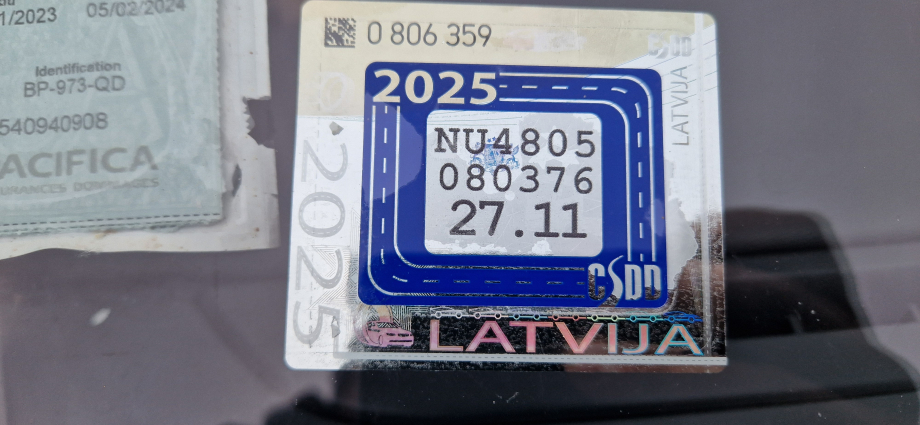 1/2023 05/02/2024
Identification
BP-973-QD
540940908
ACIFICA
0 806 359
CSDD
LATVIJA
2025
NU4805
080376
27.11
CSDD
LATVIJA
2025